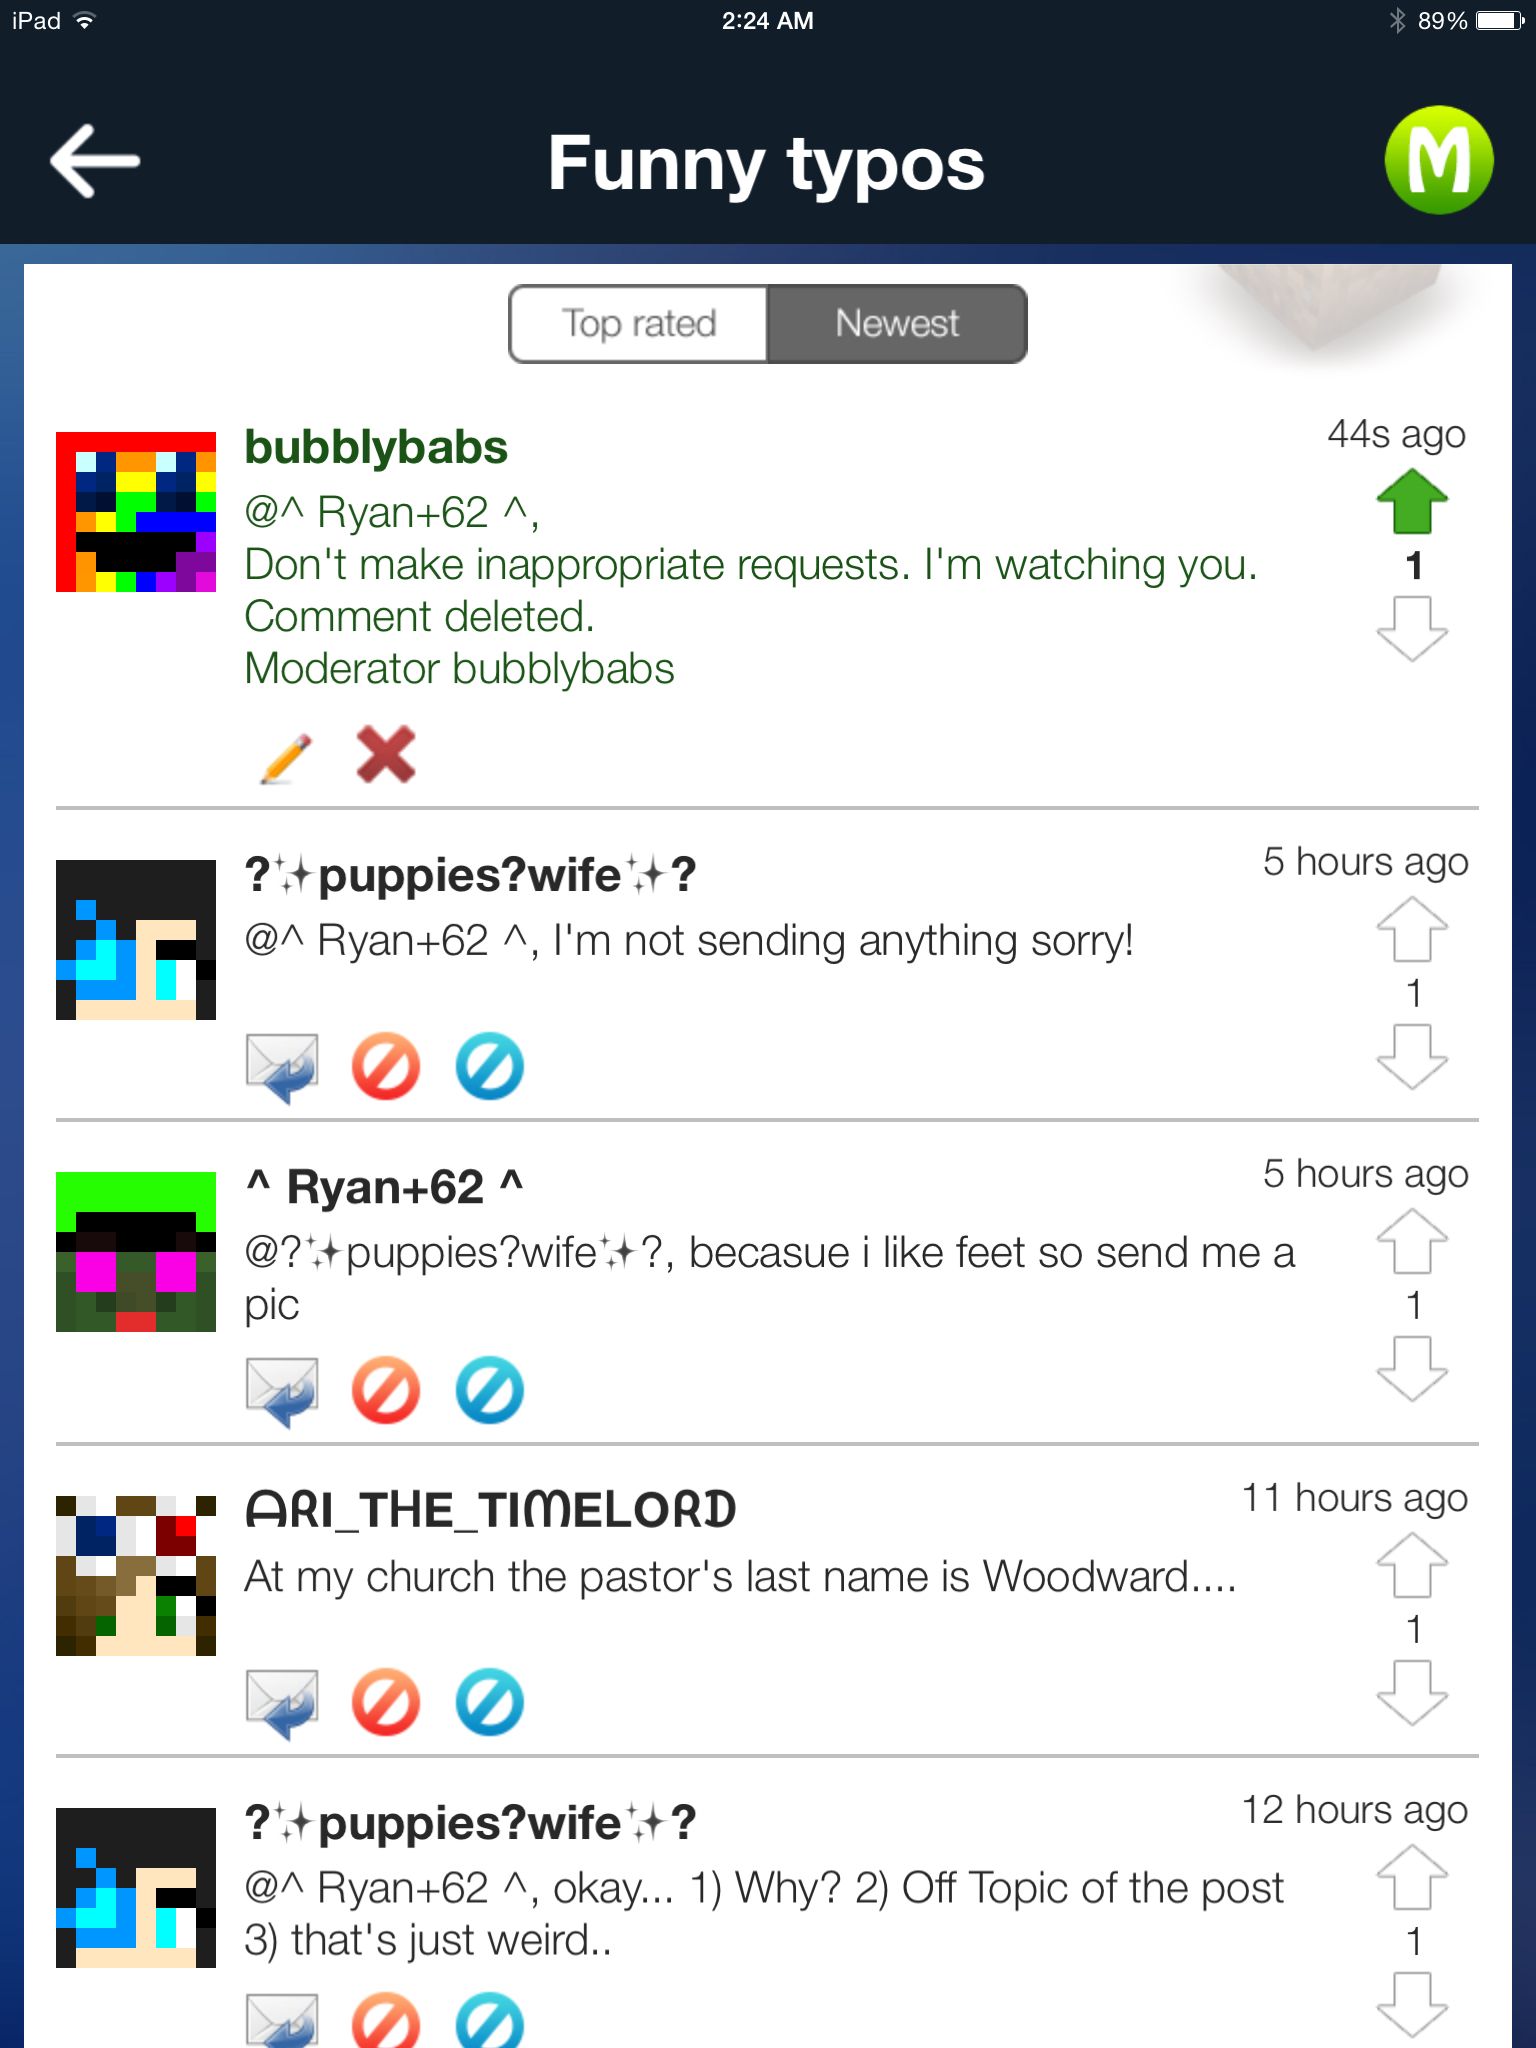 iPad 2:24 AM 89%
Funny typos
M
Top rated Newest
bubblybabs 44s ago
@^ Ryan+62 ^,
Don't make inappropriate requests. I'm watching you.
1
Comment deleted.
Moderator bubblybabs
?✨puppies?wife✨? 5 hours ago
@^ Ryan+62 ^, I'm not sending anything sorry!
1
^ Ryan+62 ^ 5 hours ago
@?✨puppies?wife✨?, becasue i like feet so send me a
pic
1
ᗩᖇI_THE_TIᗰELOᖇᗪ 11 hours ago
At my church the pastor's last name is Woodward....
1
?✨puppies?wife✨? 12 hours ago
@^ Ryan+62 ^, okay... 1) Why? 2) Off Topic of the post
3) that's just weird..
1